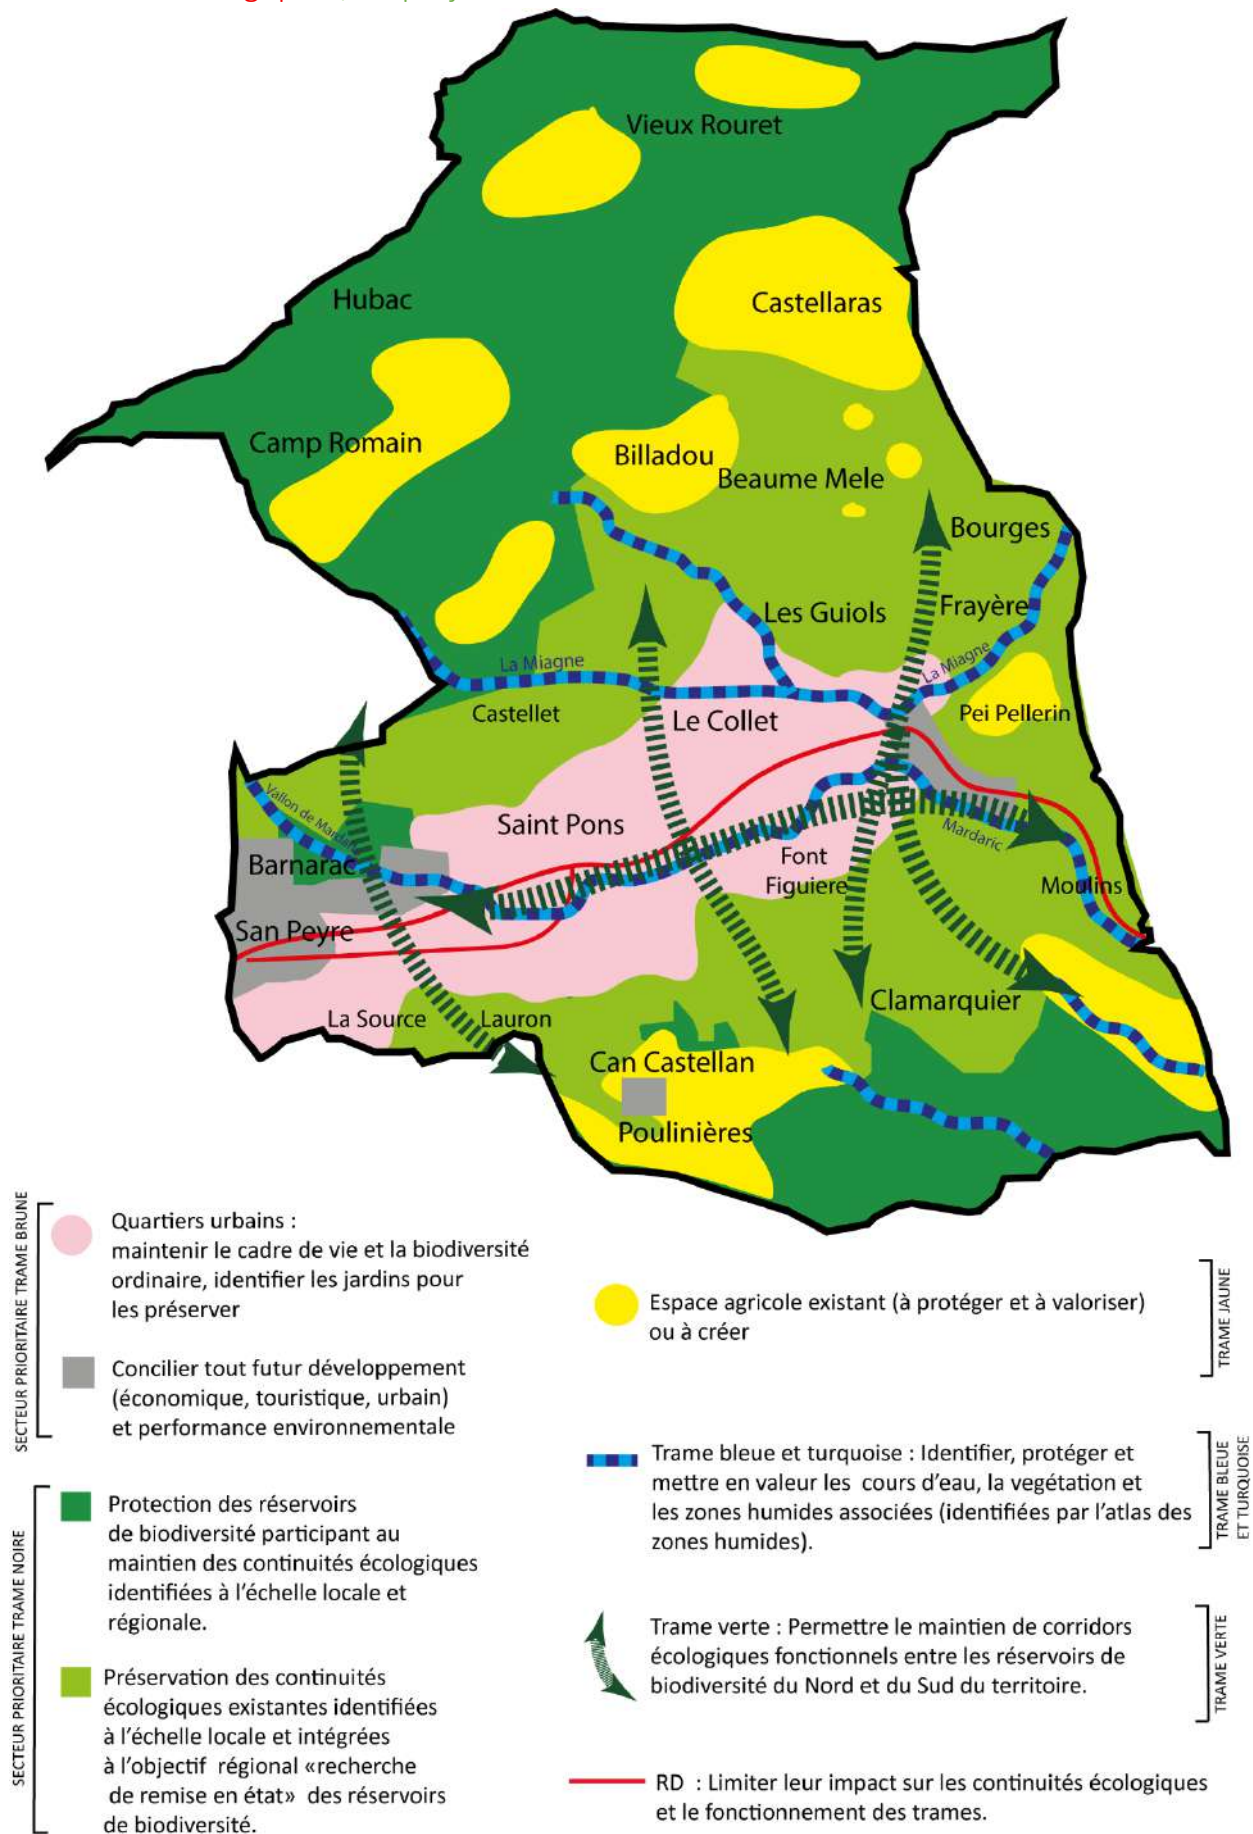 Vieux Rouret
Castellaras
Hubac
Camp Romain
Billadou
Beaume Mele
Bourges
Frayère
Les Guiols
La Miagne
La Miagne
Castellet
Le Collet
Pei Pellerin
Vallon de Mardaric
Saint Pons
Mardaric
Barnarac
Font
Figuiere
Moulins
San Peyre
Clamarquier
La Source
Lauron
Can Castellan
Poulinières
SECTEUR PRIORITAIRE TRAME BRUNE
Quartiers urbains :
maintenir le cadre de vie et la biodiversité
ordinaire, identifier les jardins pour
les préserver
Concilier tout futur développement
(économique, touristique, urbain)
et performance environnementale
SECTEUR PRIORITAIRE TRAME NOIRE
Protection des réservoirs
de biodiversité participant au
maintien des continuités écologiques
identifiées à l'échelle locale et
régionale.
Préservation des continuités
écologiques existantes identifiées
à l'échelle locale et intégrées
à l'objectif régional «recherche
de remise en état» des réservoirs
de biodiversité.
Espace agricole existant (à protéger et à valoriser)
ou à créer
TRAME JAUNE
Trame bleue et turquoise : Identifier, protéger et
mettre en valeur les cours d'eau, la vegétation et
les zones humides associées (identifiées par l'atlas des
zones humides).
TRAME BLEUE
ET TURQUOISE
Trame verte : Permettre le maintien de corridors
écologiques fonctionnels entre les réservoirs de
biodiversité du Nord et du Sud du territoire.
TRAME VERTE
RD : Limiter leur impact sur les continuités écologiques
et le fonctionnement des trames.